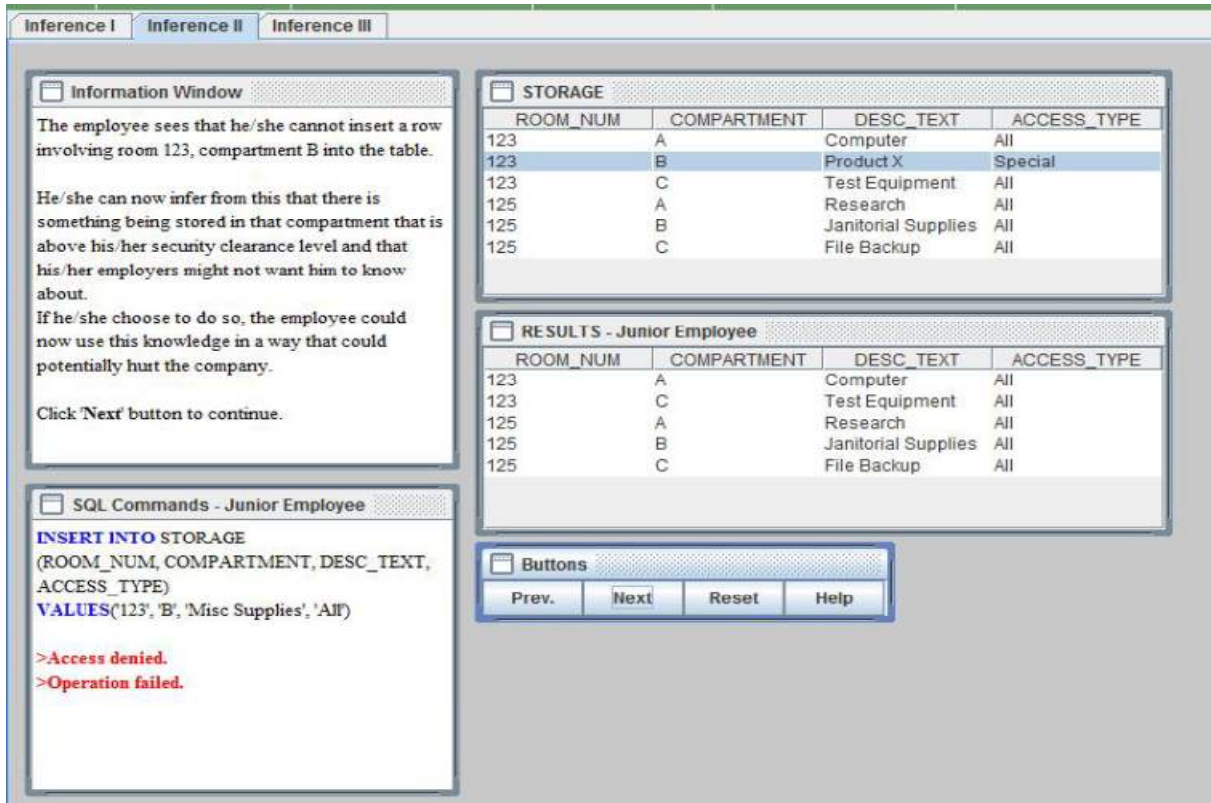 Inference I Inference II Inference III
Information Window
The employee sees that he/she cannot insert a row
involving room 123, compartment B into the table.
He/she can now infer from this that there is
something being stored in that compartment that is
above his/her security clearance level and that
his/her employers might not want him to know
about.
If he/she choose to do so, the employee could
now use this knowledge in a way that could
potentially hurt the company.
Click 'Next' button to continue.
SQL Commands - Junior Employee
INSERT INTO STORAGE
(ROOM_NUM, COMPARTMENT, DESC_TEXT,
ACCESS_TYPE)
VALUES('123', 'B', 'Misc Supplies', 'All')
>Access denied.
>Operation failed.
STORAGE
ROOM_NUM COMPARTMENT DESC_TEXT ACCESS_TYPE
123 A Computer All
123 B Product X Special
123 C Test Equipment All
125 A Research All
125 B Janitorial Supplies All
125 C File Backup All
RESULTS - Junior Employee
ROOM_NUM COMPARTMENT DESC_TEXT ACCESS_TYPE
123 A Computer All
123 C Test Equipment All
125 A Research All
125 B Janitorial Supplies All
125 C File Backup All
Buttons
Prev. Next Reset Help